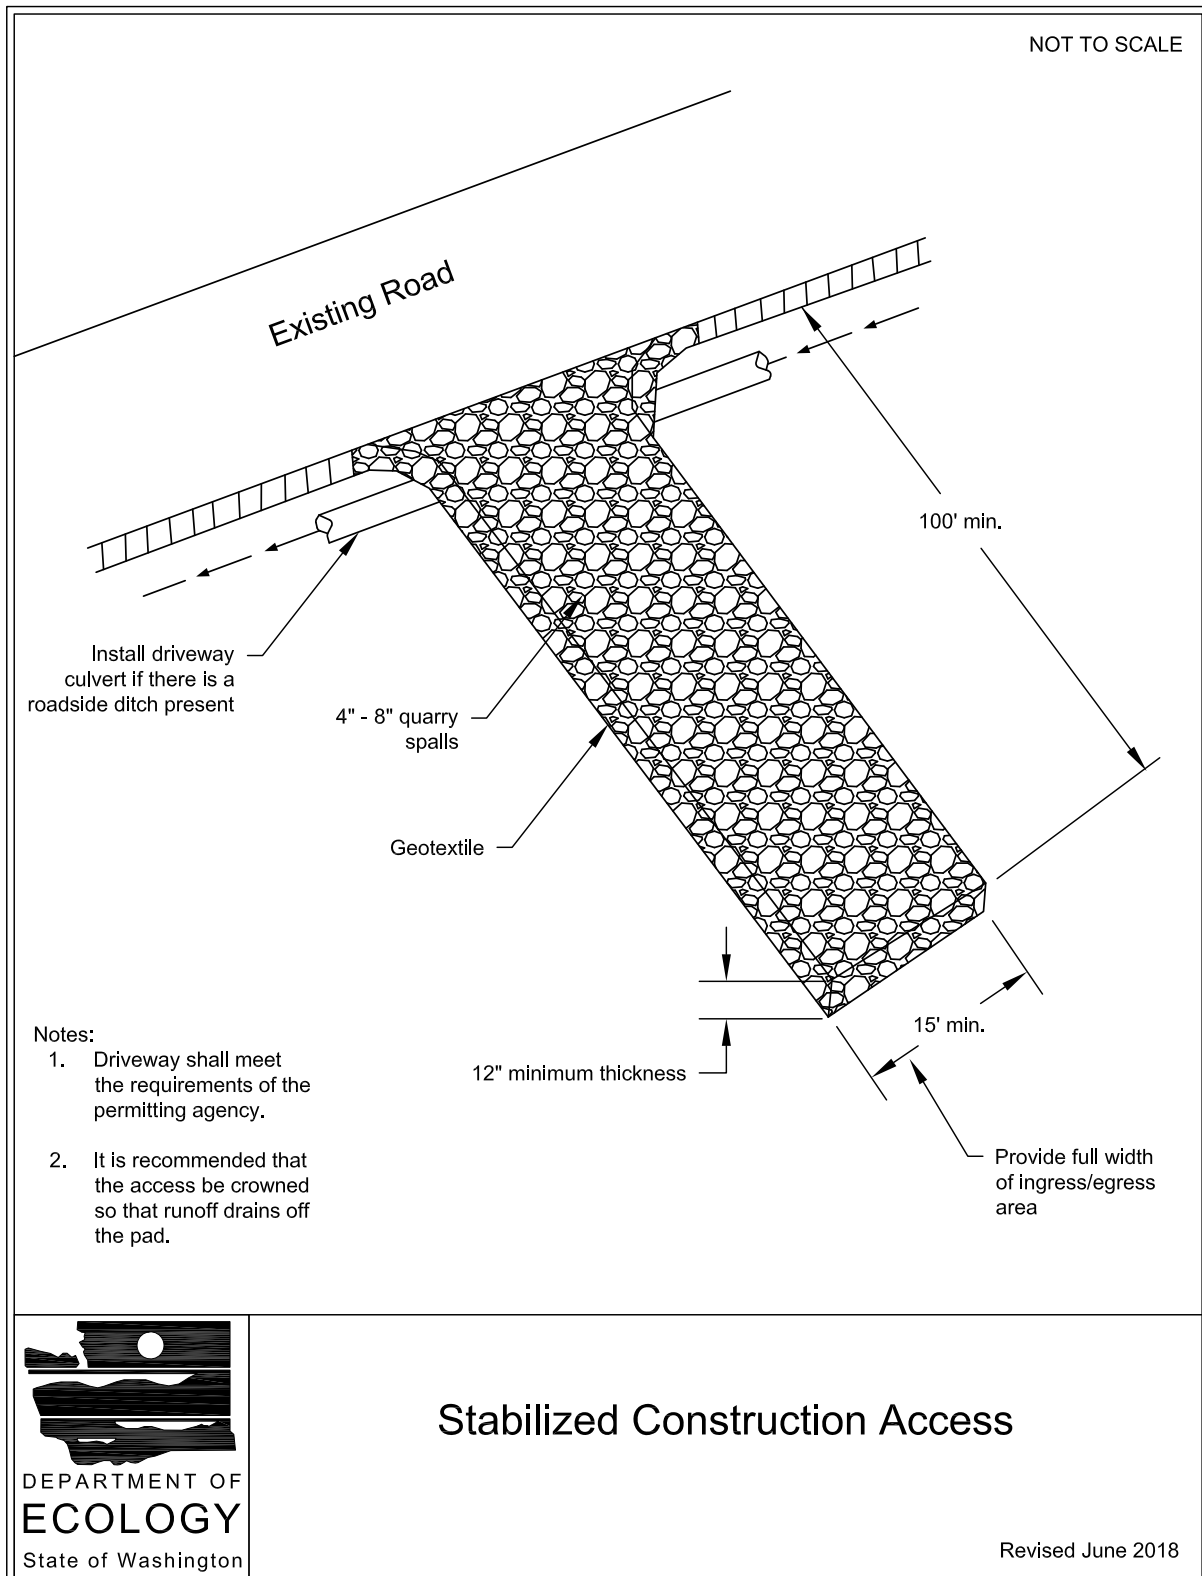 NOT TO SCALE
Existing Road
100' min.
Install driveway
culvert if there is a
roadside ditch present
4" - 8" quarry
spalls
Geotextile
15' min.
12" minimum thickness
Provide full width
of ingress/egress
area
Notes:
1. Driveway shall meet
the requirements of the
permitting agency.
2. It is recommended that
the access be crowned
so that runoff drains off
the pad.
DEPARTMENT OF
ECOLOGY
State of Washington
Stabilized Construction Access
Revised June 2018